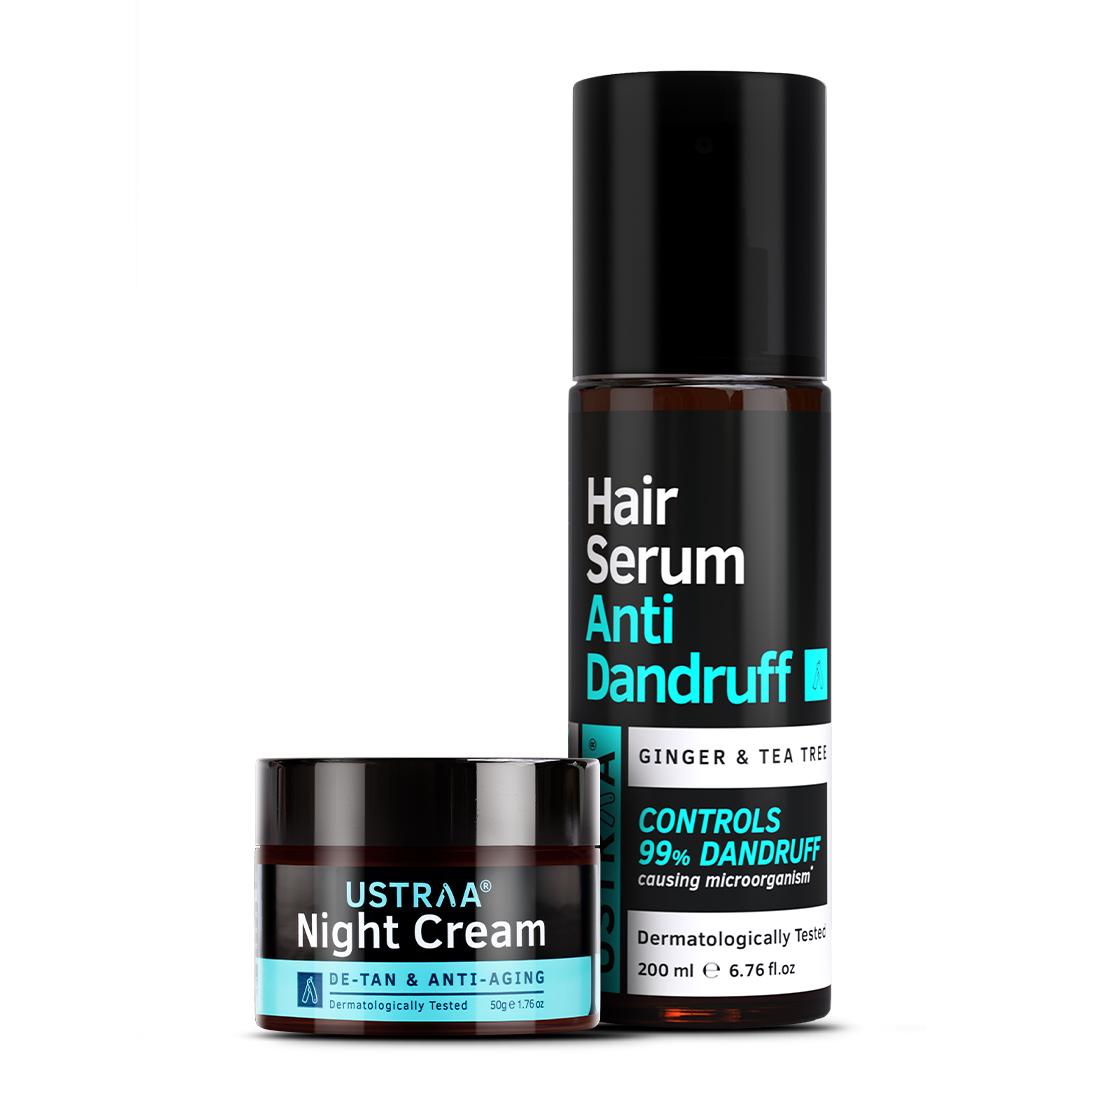 Hair
Serum
Anti
Dandruff
USTRAA®
GINGER & TEA TREE
CONTROLS
99% DANDRUFF
causing microorganism*
Dermatologically Tested
200 ml ℮ 6.76 fl.oz
USTRAA®
Night Cream
DE-TAN & ANTI-AGING
Dermatologically Tested 50g ℮ 1.76 oz